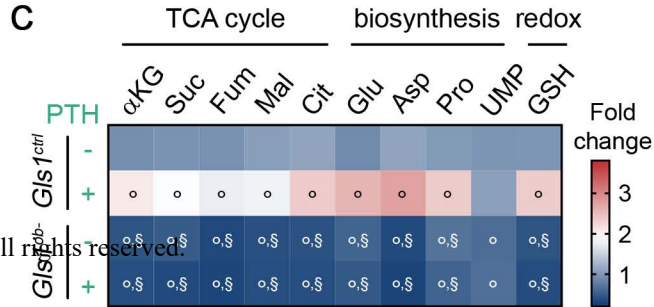 C
TCA cycle biosynthesis redox
αKG Suc Fum Mal Cit Glu Asp Pro UMP GSH
PTH
Fold
change
Gls1ctrl
-
+ ° ° ° ° ° ° ° ° °
3
2
1
ll rights reserved.
- °,§ °,§ °,§ °,§ °,§ °,§ °,§ °,§ ° °,§
+ °,§ °,§ °,§ °,§ °,§ °,§ °,§ °,§ ° °,§